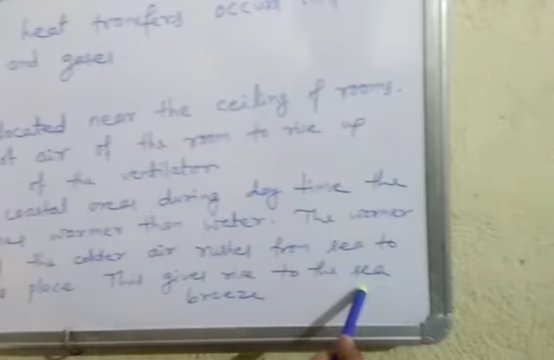 heat transfers occurs
and gases.
located near the ceiling of rooms.
air of the room to rise up
of the ventilator
coastal areas during day time the
warmer than water. The warmer
the colder air rushes from sea to
place This gives rise to the sea
breeze